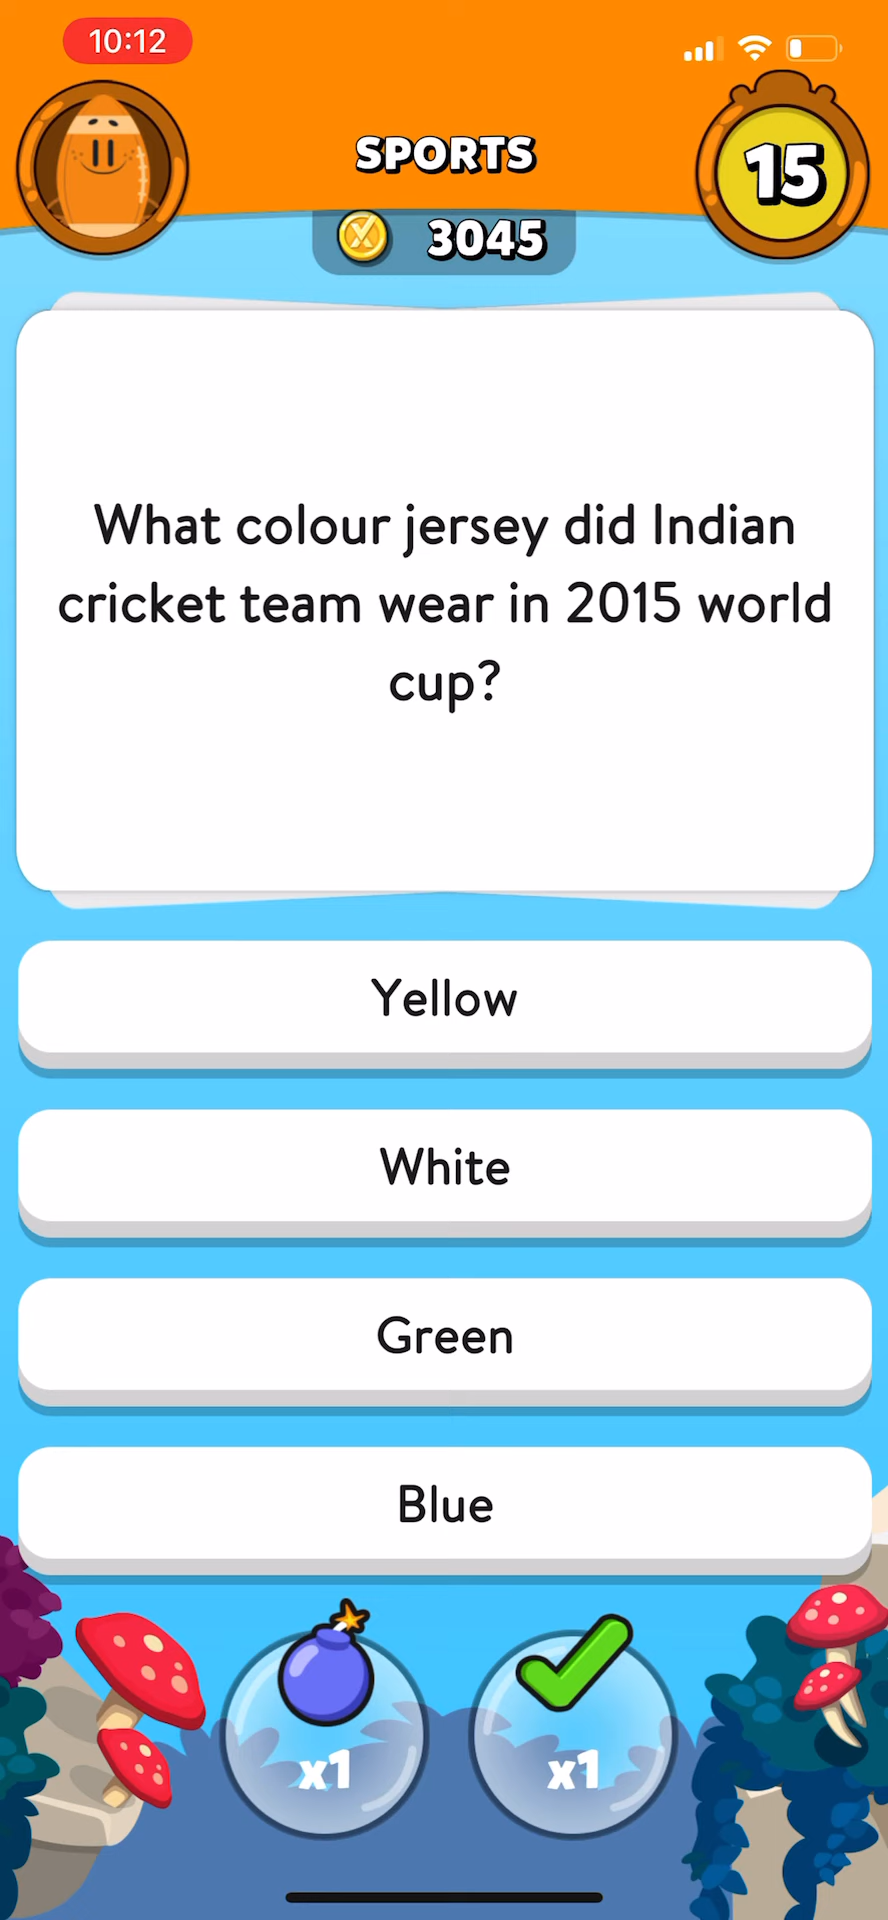 10:12
SPORTS
15
3045
What colour jersey did Indian
cricket team wear in 2015 world
cup?
Yellow
White
Green
Blue
x1
x1